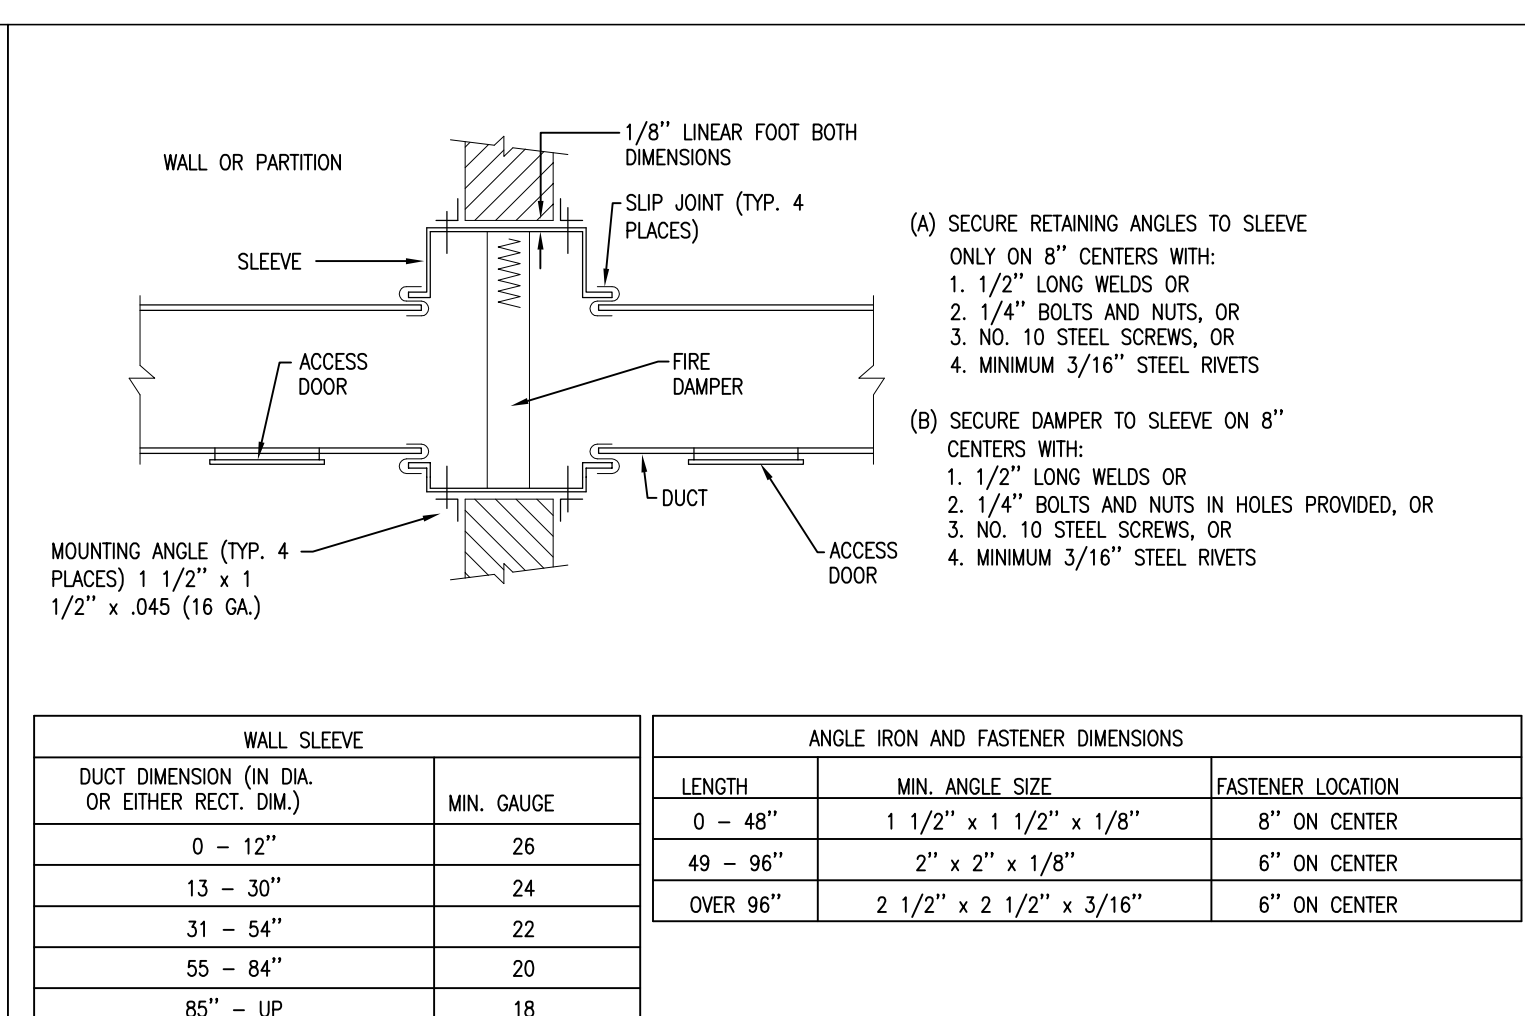 WALL OR PARTITION
1/8’’ LINEAR FOOT BOTH
DIMENSIONS
SLIP JOINT (TYP. 4
PLACES)
SLEEVE
ACCESS
DOOR
FIRE
DAMPER
DUCT
MOUNTING ANGLE (TYP. 4
PLACES) 1 1/2’’ x 1
1/2’’ x .045 (16 GA.)
ACCESS
DOOR
(A) SECURE RETAINING ANGLES TO SLEEVE
ONLY ON 8’’ CENTERS WITH:
1. 1/2’’ LONG WELDS OR
2. 1/4’’ BOLTS AND NUTS, OR
3. NO. 10 STEEL SCREWS, OR
4. MINIMUM 3/16’’ STEEL RIVETS
(B) SECURE DAMPER TO SLEEVE ON 8’’
CENTERS WITH:
1. 1/2’’ LONG WELDS OR
2. 1/4’’ BOLTS AND NUTS IN HOLES PROVIDED, OR
3. NO. 10 STEEL SCREWS, OR
4. MINIMUM 3/16’’ STEEL RIVETS
WALL SLEEVE
DUCT DIMENSION (IN DIA.
OR EITHER RECT. DIM.) MIN. GAUGE
0 – 12’’ 26
13 – 30’’ 24
31 – 54’’ 22
55 – 84’’ 20
85’’ – UP 18
ANGLE IRON AND FASTENER DIMENSIONS
LENGTH MIN. ANGLE SIZE FASTENER LOCATION
0 – 48’’ 1 1/2’’ x 1 1/2’’ x 1/8’’ 8’’ ON CENTER
49 – 96’’ 2’’ x 2’’ x 1/8’’ 6’’ ON CENTER
OVER 96’’ 2 1/2’’ x 2 1/2’’ x 3/16’’ 6’’ ON CENTER